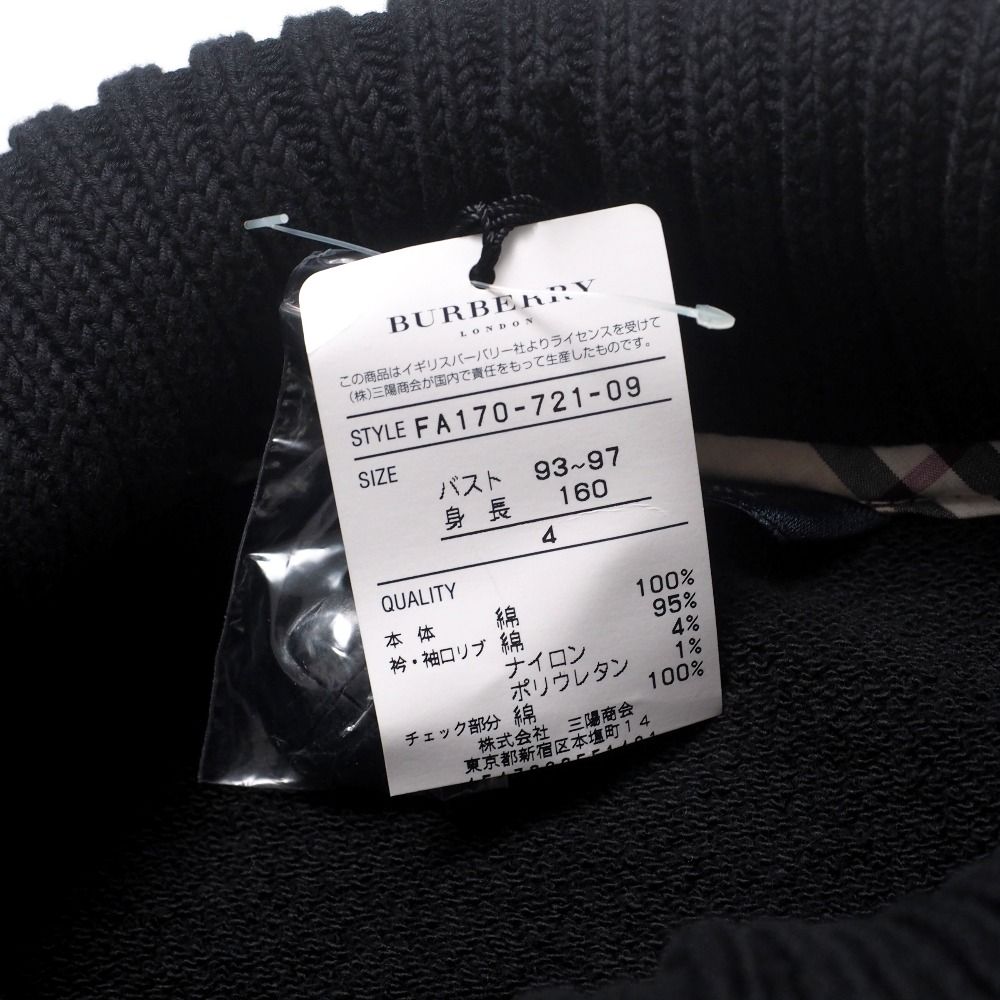 BURBERRY
LONDON
この商品はイギリスバーバリー社よりライセンスを受けて
(株)三陽商会が国内で責任をもって生産したものです。
STYLE FA170-721-09
SIZE バスト 93~97
身 長 160
4
QUALITY
本 体 綿 100%
衿・袖口リブ 綿 95%
ナイロン 4%
ポリウレタン 1%
チェック部分 綿 100%
株式会社 三陽商会
東京都新宿区本塩町14